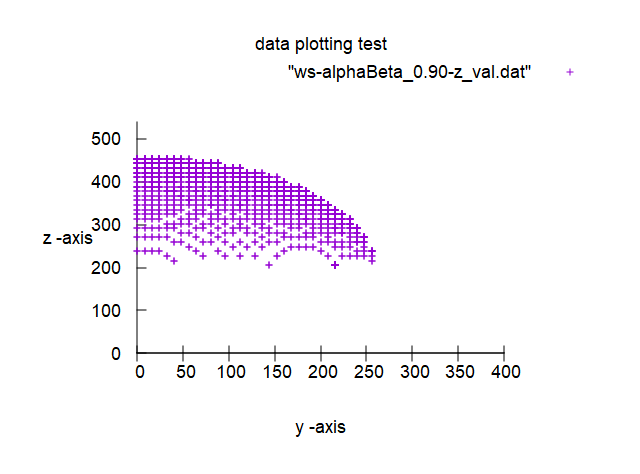 data plotting test
"ws-alphaBeta_0.90-z_val.dat"
500
400
300
z -axis
200
100
0
0 50 100 150 200 250 300 350 400
y -axis